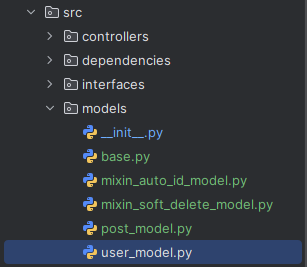 src
controllers
dependencies
interfaces
models
__init__.py
base.py
mixin_auto_id_model.py
mixin_soft_delete_model.py
post_model.py
user_model.py